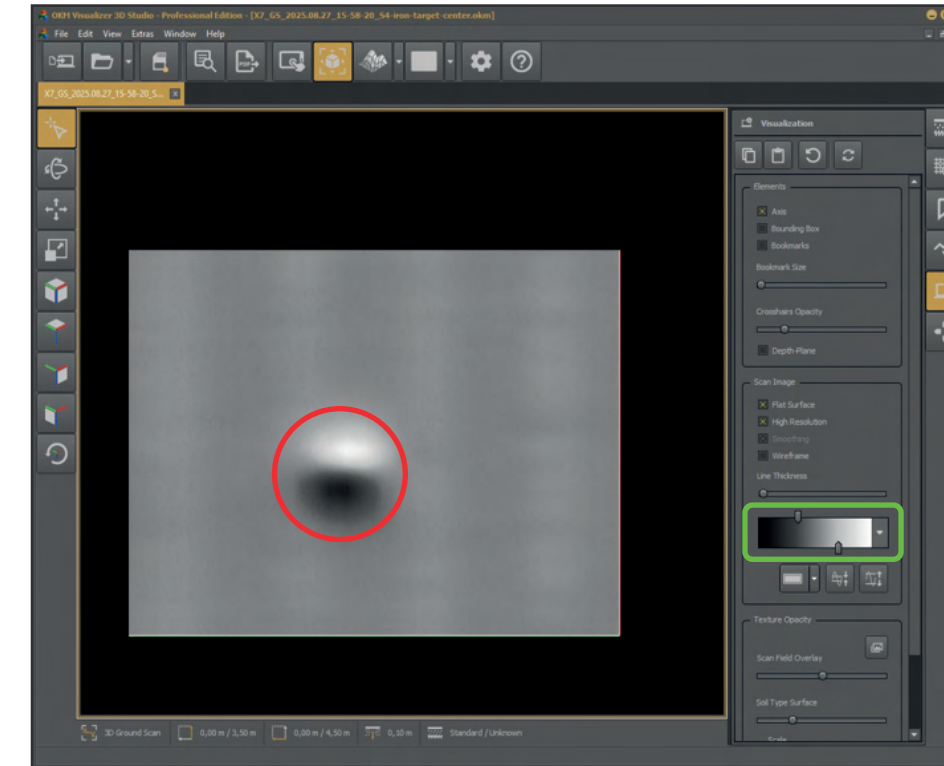 OKM Visualizer 3D Studio - Professional Edition - [X7_GS_2025.08.27_15-58-20_S4-iron-target-center.okm]
File Edit View Extras Window Help
PDF
X7_GS_2025.08.27_15-58-20_S...
Visualization
Elements
Axis
Bounding Box
Bookmarks
Bookmark Size
Crosshairs Opacity
Depth-Plane
Scan Image
Flat Surface
High Resolution
Smoothing
Wireframe
Line Thickness
Texture Opacity
Scan Field Overlay
Soil Type Surface
Scale
3D Ground Scan 0,00 m / 3,50 m 0,00 m / 4,50 m 0,10 m Standard / Unknown